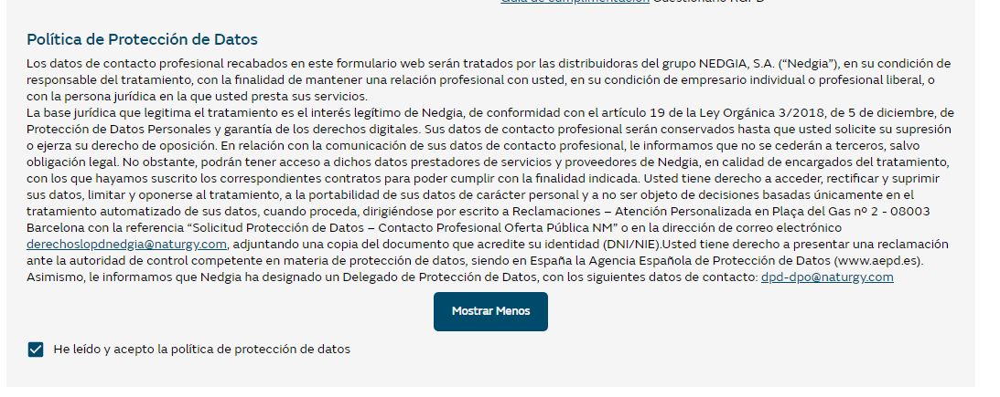 Guía de cumplimentación Cuestionario RGPD
Política de Protección de Datos
Los datos de contacto profesional recabados en este formulario web serán tratados por las distribuidoras del grupo NEDGIA, S.A. (“Nedgia”), en su condición de
responsable del tratamiento, con la finalidad de mantener una relación profesional con usted, en su condición de empresario individual o profesional liberal, o
con la persona jurídica en la que usted presta sus servicios.
La base jurídica que legitima el tratamiento es el interés legítimo de Nedgia, de conformidad con el artículo 19 de la Ley Orgánica 3/2018, de 5 de diciembre, de
Protección de Datos Personales y garantía de los derechos digitales. Sus datos de contacto profesional serán conservados hasta que usted solicite su supresión
o ejerza su derecho de oposición. En relación con la comunicación de sus datos de contacto profesional, le informamos que no se cederán a terceros, salvo
obligación legal. No obstante, podrán tener acceso a dichos datos prestadores de servicios y proveedores de Nedgia, en calidad de encargados del tratamiento,
con los que hayamos suscrito los correspondientes contratos para poder cumplir con la finalidad indicada. Usted tiene derecho a acceder, rectificar y suprimir
sus datos, limitar y oponerse al tratamiento, a la portabilidad de sus datos de carácter personal y a no ser objeto de decisiones basadas únicamente en el
tratamiento automatizado de sus datos, cuando proceda, dirigiéndose por escrito a Reclamaciones – Atención Personalizada en Plaça del Gas nº 2 - 08003
Barcelona con la referencia “Solicitud Protección de Datos – Contacto Profesional Oferta Pública NM” o en la dirección de correo electrónico
derechoslopdnedgia@naturgy.com, adjuntando una copia del documento que acredite su identidad (DNI/NIE).Usted tiene derecho a presentar una reclamación
ante la autoridad de control competente en materia de protección de datos, siendo en España la Agencia Española de Protección de Datos (www.aepd.es).
Asimismo, le informamos que Nedgia ha designado un Delegado de Protección de Datos, con los siguientes datos de contacto: dpd-dpo@naturgy.com
Mostrar Menos
He leído y acepto la política de protección de datos